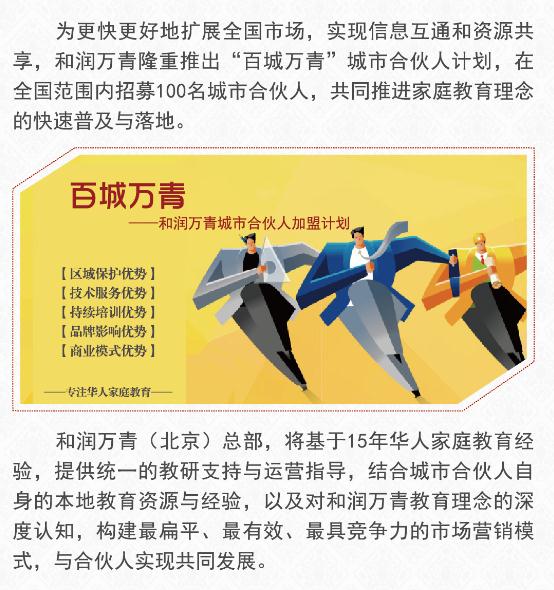 为更快更好地扩展全国市场，实现信息互通和资源共
享，和润万青隆重推出“百城万青”城市合伙人计划，在
全国范围内招募100名城市合伙人，共同推进家庭教育理念
的快速普及与落地。
百城万青
——和润万青城市合伙人加盟计划
【区域保护优势】
【技术服务优势】
【持续培训优势】
【品牌影响优势】
【商业模式优势】
——专注华人家庭教育——
和润万青（北京）总部，将基于15年华人家庭教育经
验，提供统一的教研支持与运营指导，结合城市合伙人自
身的本地教育资源与经验，以及对和润万青教育理念的深
度认知，构建最扁平、最有效、最具竞争力的市场营销模
式，与合伙人实现共同发展。